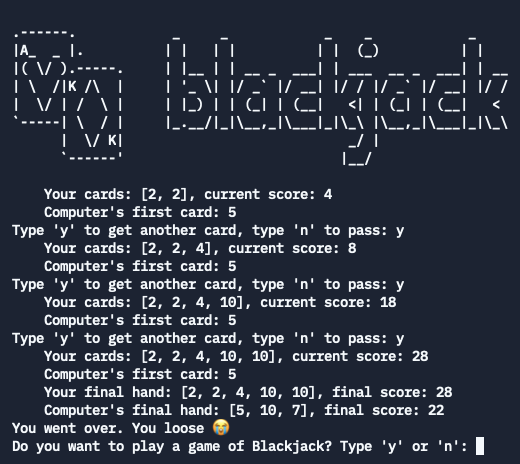 A
K
K
blackjack
Your cards: [2, 2], current score: 4
Computer's first card: 5
Type 'y' to get another card, type 'n' to pass: y
Your cards: [2, 2, 4], current score: 8
Computer's first card: 5
Type 'y' to get another card, type 'n' to pass: y
Your cards: [2, 2, 4, 10], current score: 18
Computer's first card: 5
Type 'y' to get another card, type 'n' to pass: y
Your cards: [2, 2, 4, 10, 10], current score: 28
Computer's first card: 5
Your final hand: [2, 2, 4, 10, 10], final score: 28
Computer's final hand: [5, 10, 7], final score: 22
You went over. You loose 😭
Do you want to play a game of Blackjack? Type 'y' or 'n':